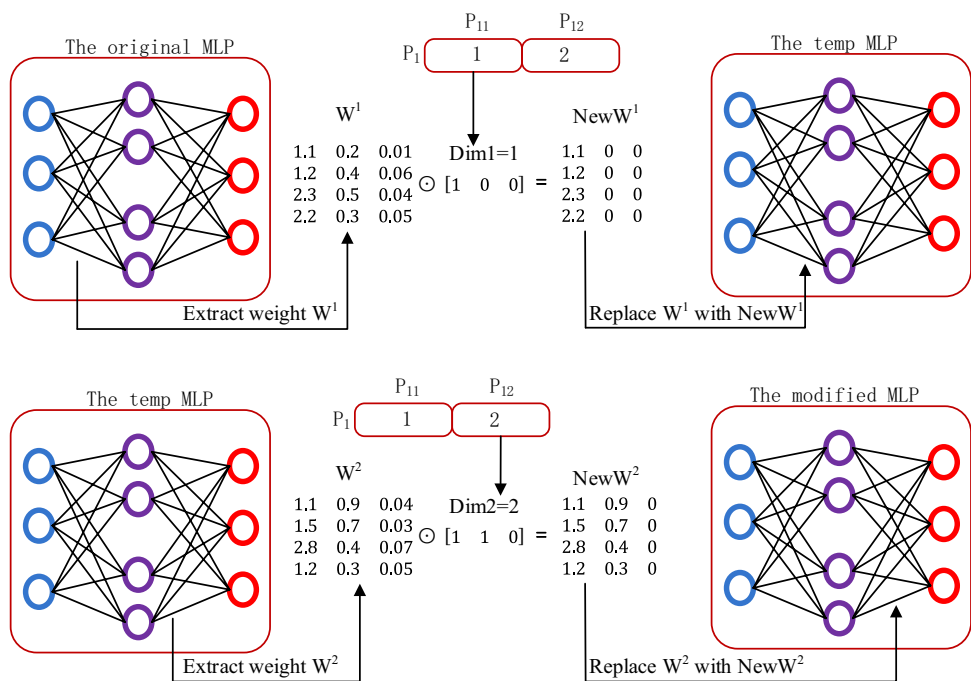 P11 P12
The original MLP
P1 1 2
The temp MLP
W1
NewW1
Dim1=1
1.1 0.2 0.01
1.2 0.4 0.06
2.3 0.5 0.04
2.2 0.3 0.05
⊙ [1 0 0] =
1.1 0 0
1.2 0 0
2.3 0 0
2.2 0 0
Extract weight W1
Replace W1 with NewW1
The temp MLP
P11 P12
P1 1 2
The modified MLP
W2
NewW2
Dim2=2
1.1 0.9 0.04
1.5 0.7 0.03
2.8 0.4 0.07
1.2 0.3 0.05
⊙ [1 1 0] =
1.1 0.9 0
1.5 0.7 0
2.8 0.4 0
1.2 0.3 0
Extract weight W2
Replace W2 with NewW2